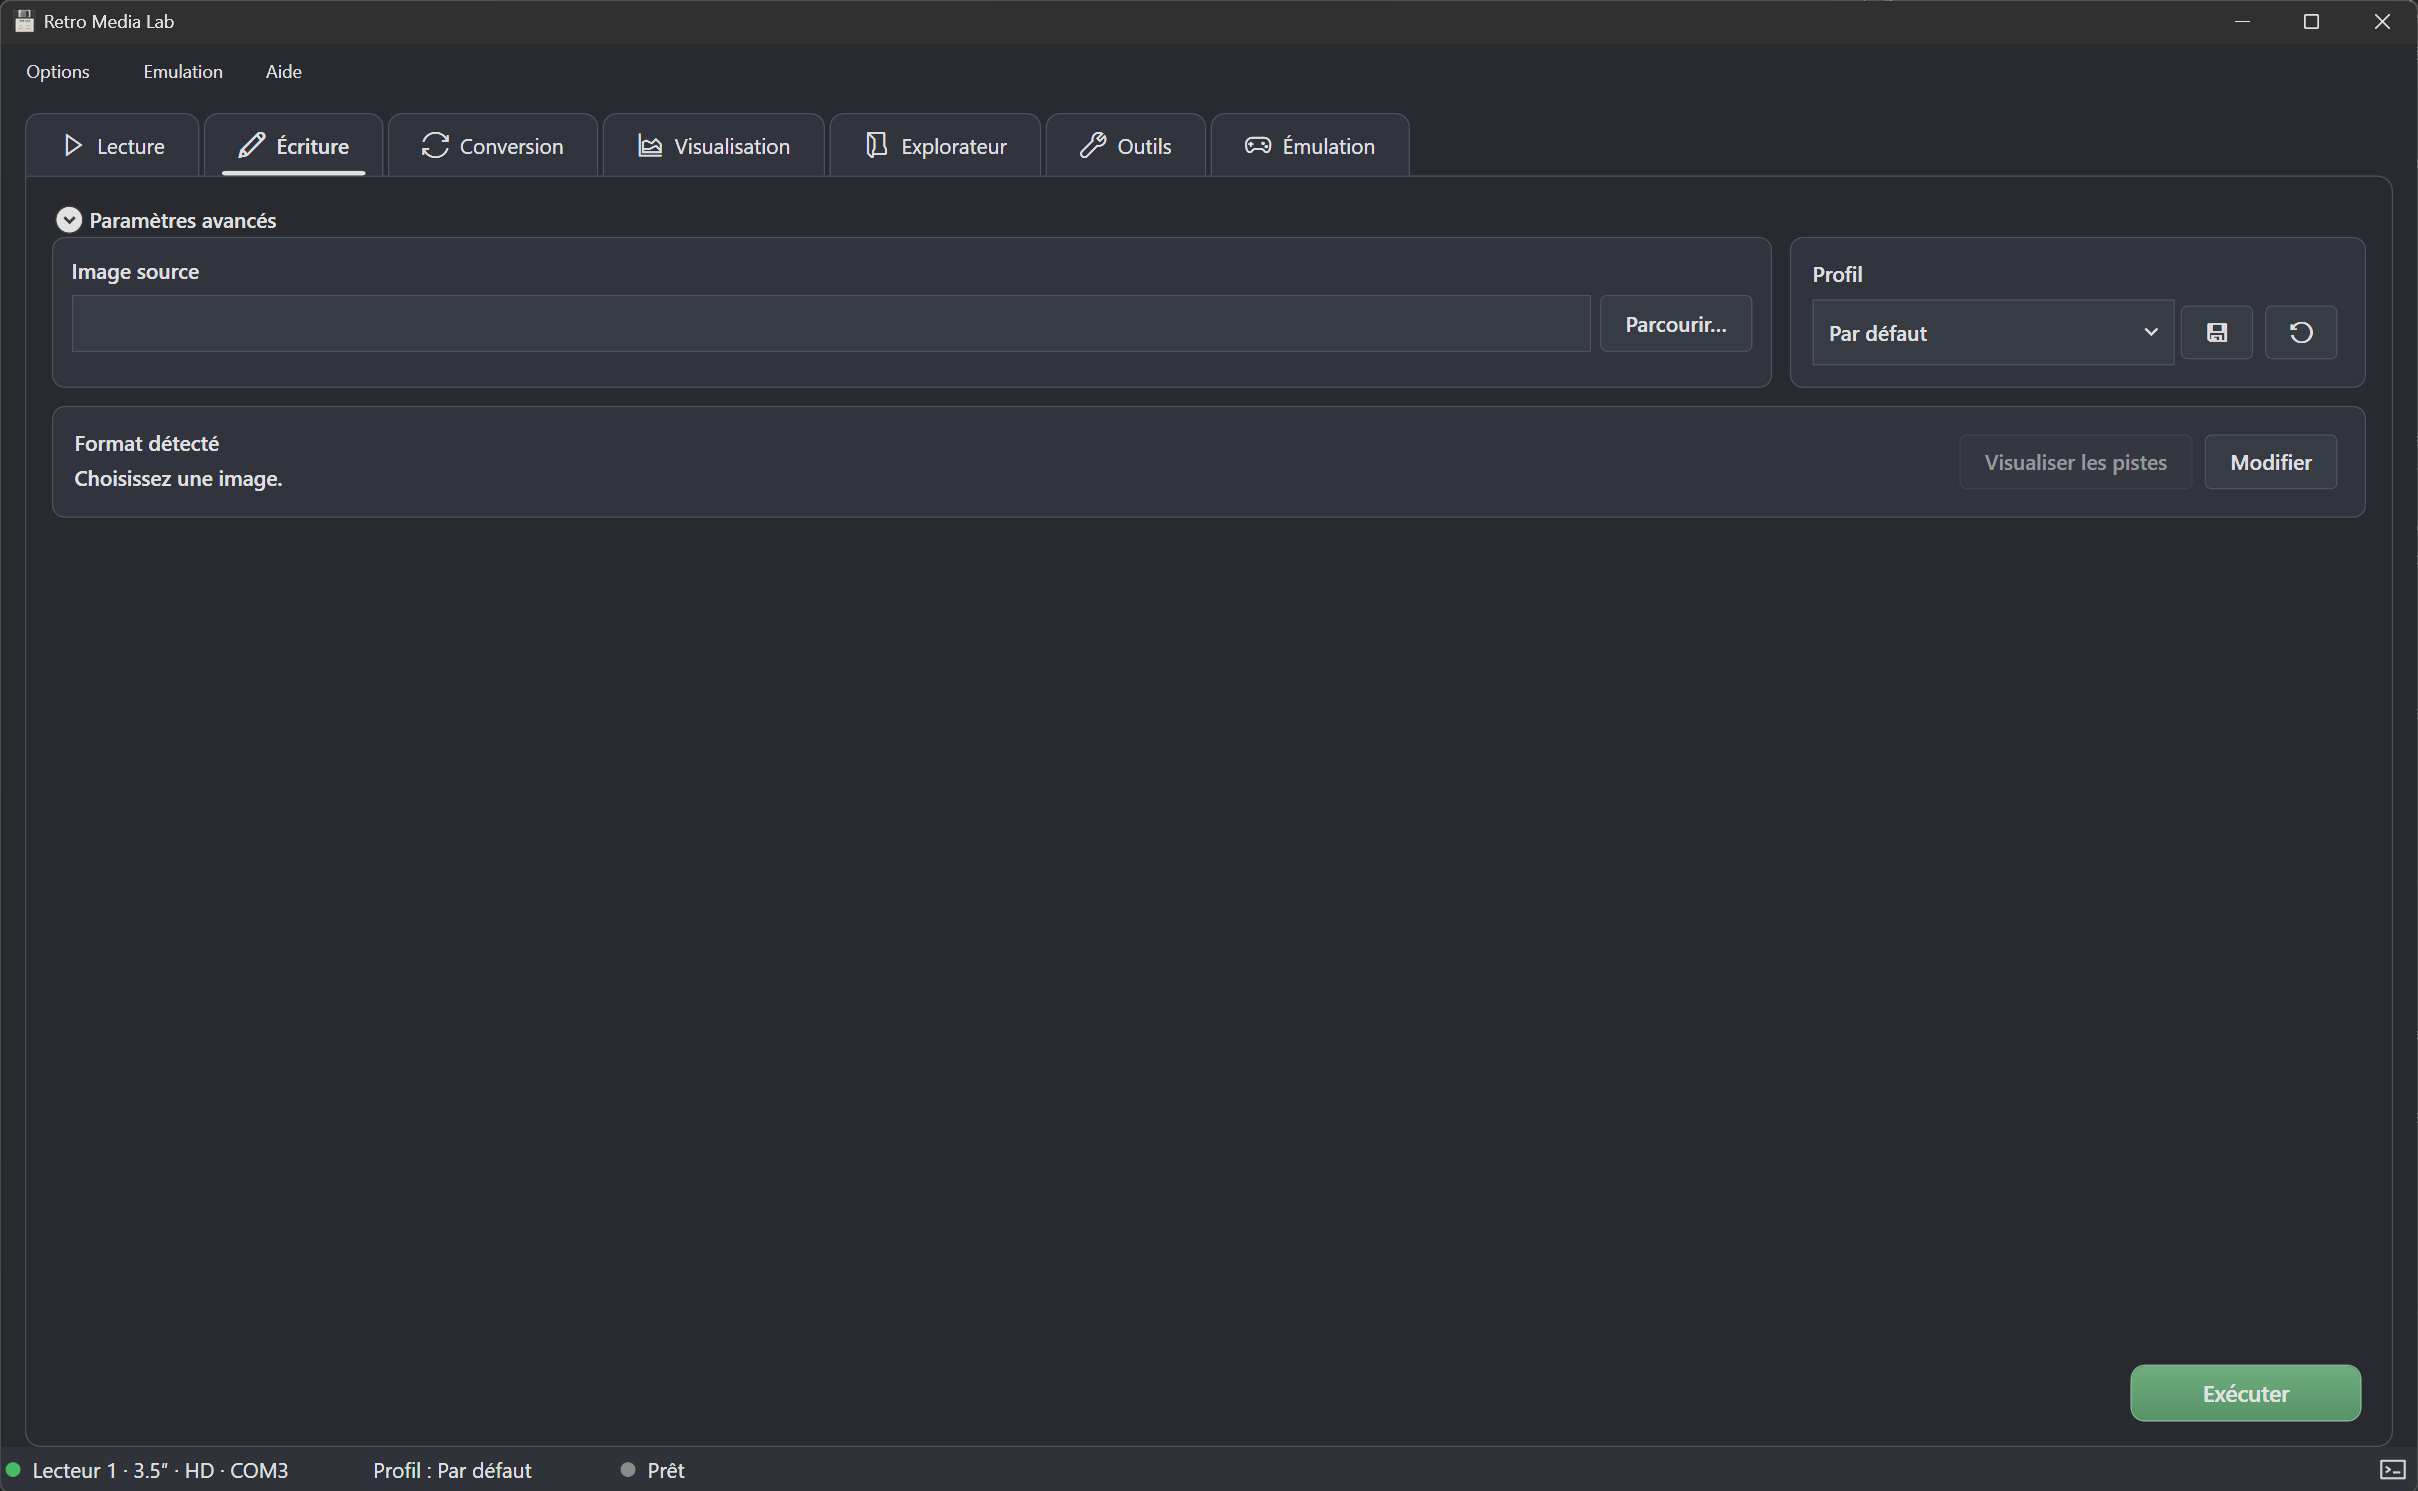 Retro Media Lab
Options Emulation Aide
Lecture Écriture Conversion Visualisation Explorateur Outils Émulation
Paramètres avancés
Image source
Parcourir...
Profil
Par défaut
Format détecté
Choisissez une image.
Visualiser les pistes Modifier
Exécuter
Lecteur 1 · 3.5″ · HD · COM3 Profil : Par défaut Prêt